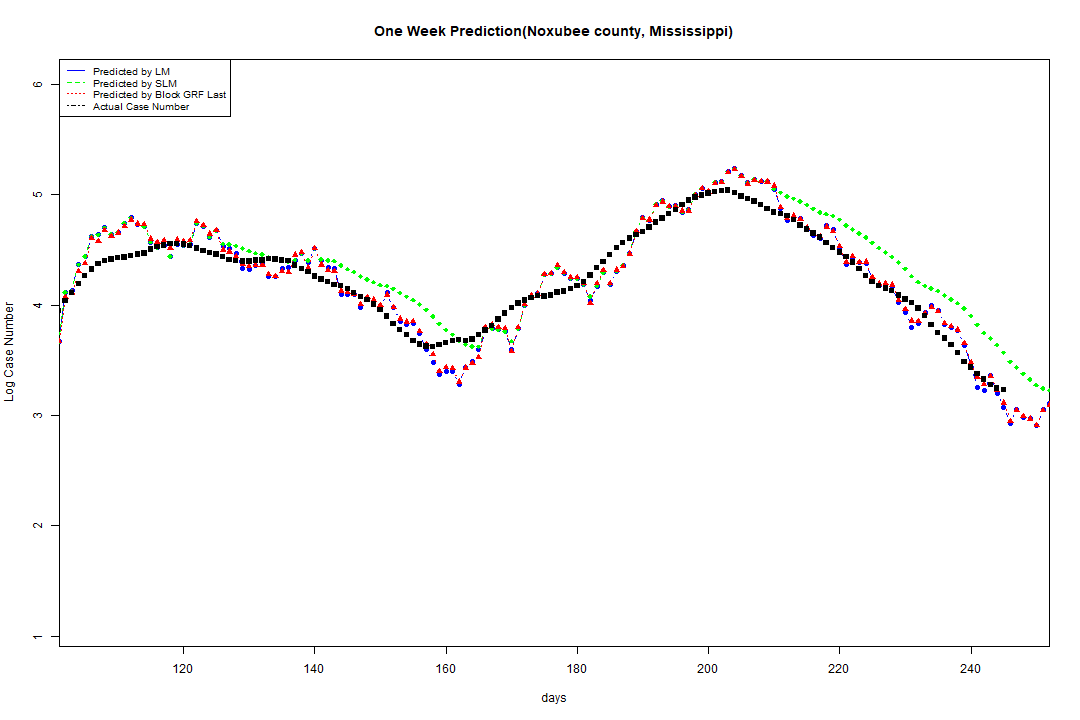 One Week Prediction(Noxubee county, Mississippi)
Predicted by LM
Predicted by SLM
Predicted by Block GRF Last
Actual Case Number
6
5
4
3
2
1
Log Case Number
120 140 160 180 200 220 240
days